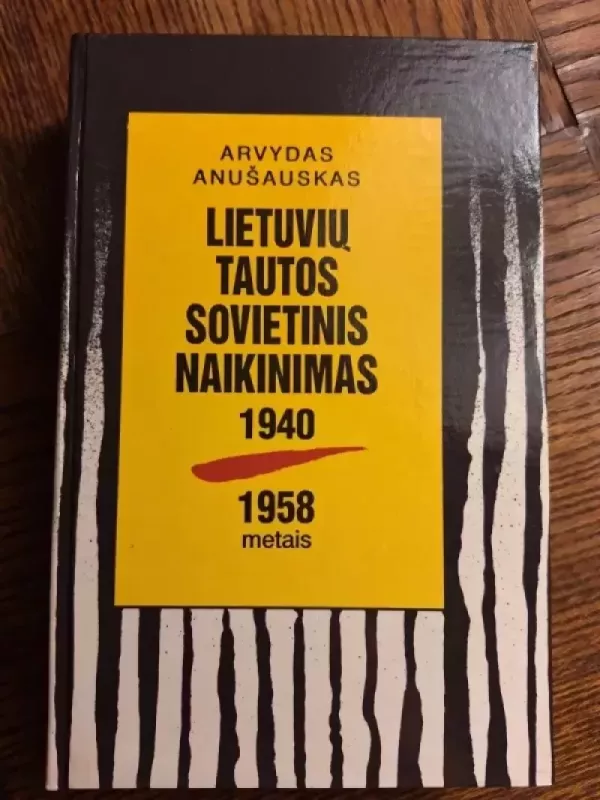 ARVYDAS
ANUŠAUSKAS
LIETUVIŲ
TAUTOS
SOVIETINIS
NAIKINIMAS
1940
1958
metais